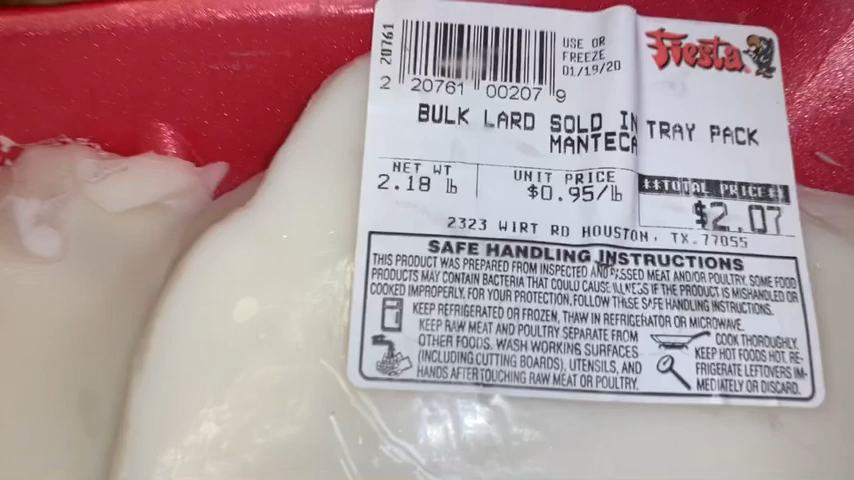 20761
USE OR
FREEZE
01/19/20
Fiesta
2 20761 00207 9
BULK LARD SOLD IN TRAY PACK
MANTECA
NET WT
2.18 lb
UNIT PRICE
$0.95/lb
**TOTAL PRICE**
$2.07
2323 WIRT RD HOUSTON, TX.77055
SAFE HANDLING INSTRUCTIONS
THIS PRODUCT WAS PREPARED FROM INSPECTED AND PASSED MEAT AND/OR POULTRY. SOME FOOD
PRODUCTS MAY CONTAIN BACTERIA THAT COULD CAUSE ILLNESS IF THE PRODUCT IS MISHANDLED OR
COOKED IMPROPERLY. FOR YOUR PROTECTION, FOLLOW THESE SAFE HANDLING INSTRUCTIONS.
KEEP REFRIGERATED OR FROZEN, THAW IN REFRIGERATOR OR MICROWAVE.
KEEP RAW MEAT AND POULTRY SEPARATE FROM
OTHER FOODS. WASH WORKING SURFACES
(INCLUDING CUTTING BOARDS), UTENSILS, AND
HANDS AFTER TOUCHING RAW MEAT OR POULTRY.
COOK THOROUGHLY.
KEEP HOT FOODS HOT. RE-
FRIGERATE LEFTOVERS IM-
MEDIATELY OR DISCARD.